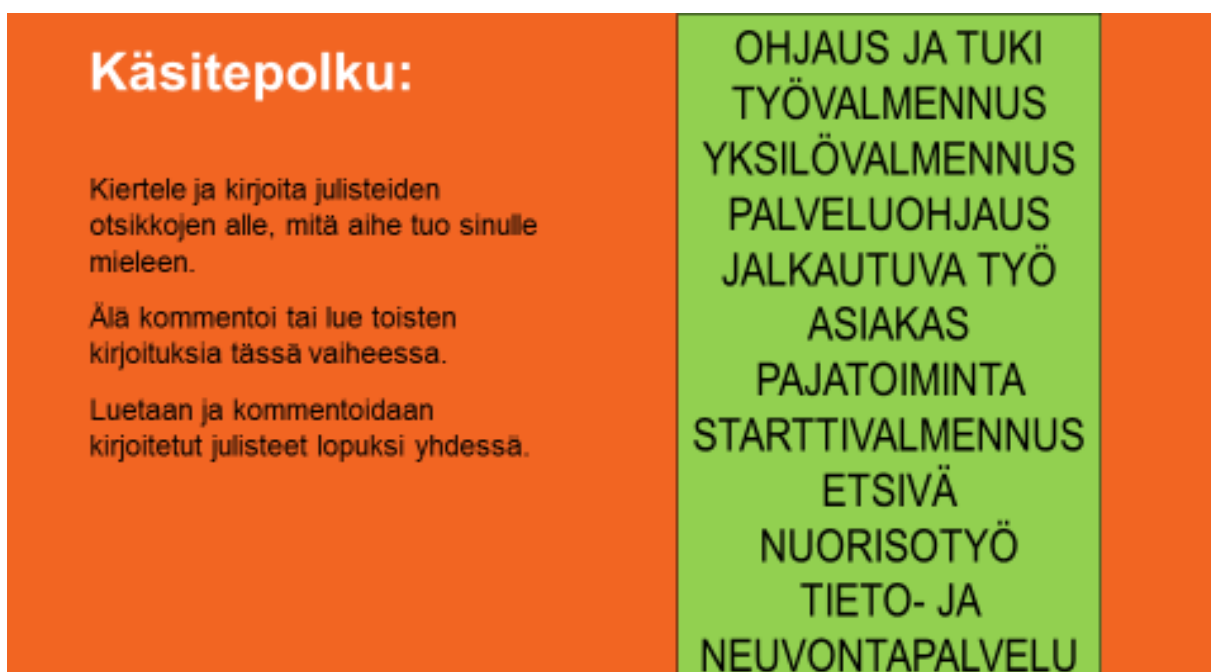 Käsitepolku:
Kiertele ja kirjoita julisteiden
otsikkojen alle, mitä aihe tuo sinulle
mieleen.
Älä kommentoi tai lue toisten
kirjoituksia tässä vaiheessa.
Luetaan ja kommentoidaan
kirjoitetut julisteet lopuksi yhdessä.
OHJAUS JA TUKI
TYÖVALMENNUS
YKSILÖVALMENNUS
PALVELUOHJAUS
JALKAUTUVA TYÖ
ASIAKAS
PAJATOIMINTA
STARTTIVALMENNUS
ETSIVÄ
NUORISOTYÖ
TIETO- JA
NEUVONTAPALVELU